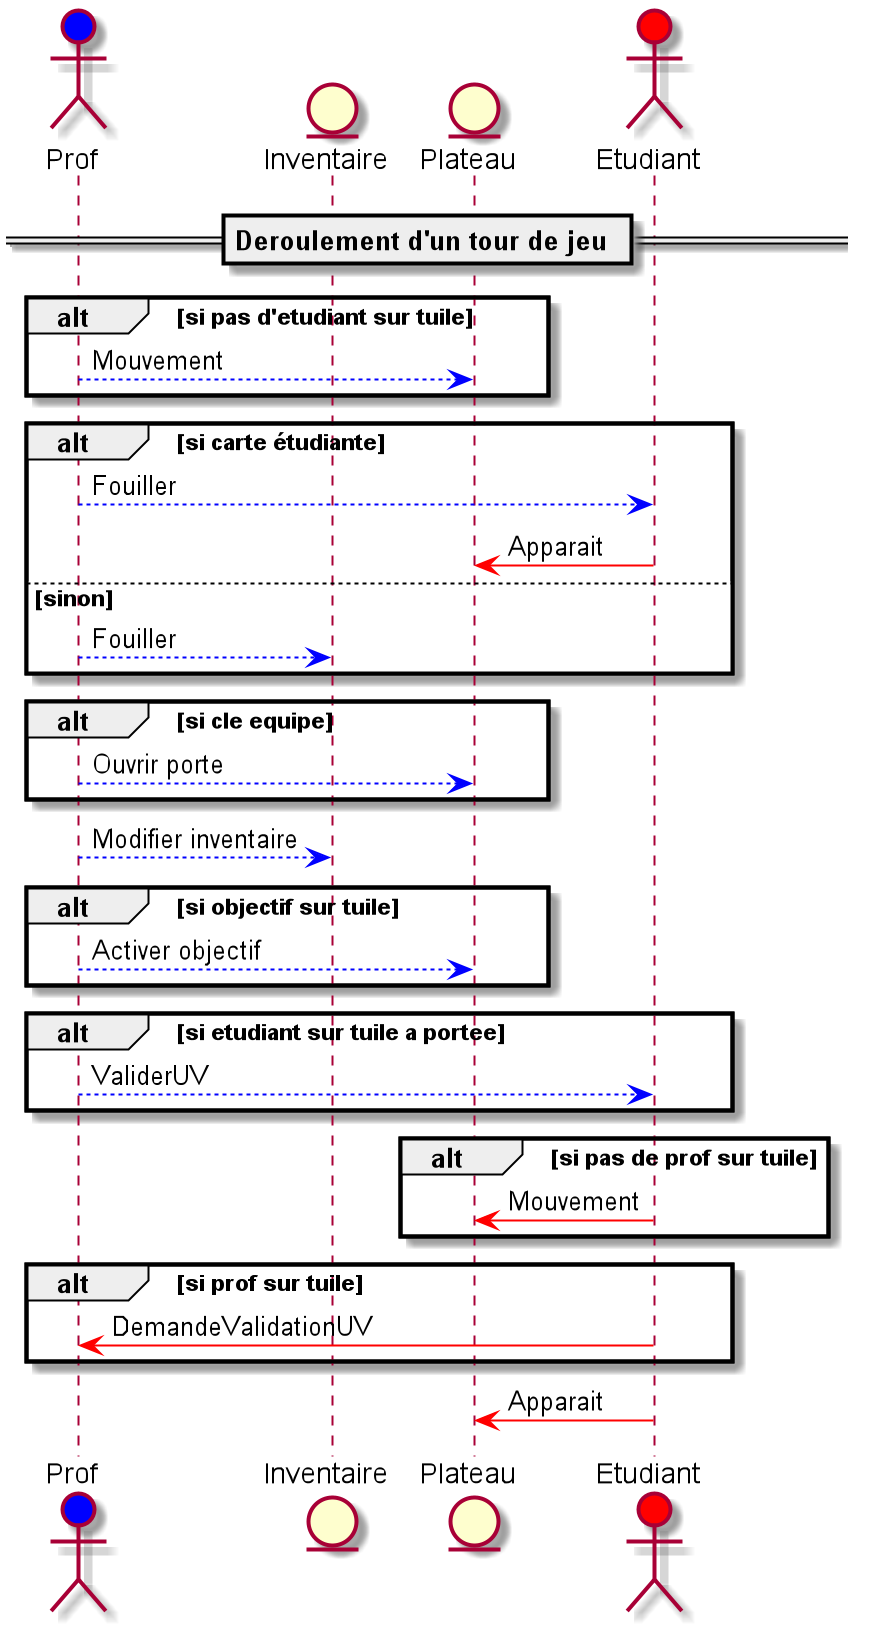 Prof Inventaire Plateau Etudiant
Deroulement d'un tour de jeu
alt [si pas d'etudiant sur tuile]
Mouvement
alt [si carte étudiante]
Fouiller
Apparait
[sinon]
Fouiller
alt [si cle equipe]
Ouvrir porte
Modifier inventaire
alt [si objectif sur tuile]
Activer objectif
alt [si etudiant sur tuile a portee]
ValiderUV
alt [si pas de prof sur tuile]
Mouvement
alt [si prof sur tuile]
DemandeValidationUV
Apparait
Prof Inventaire Plateau Etudiant